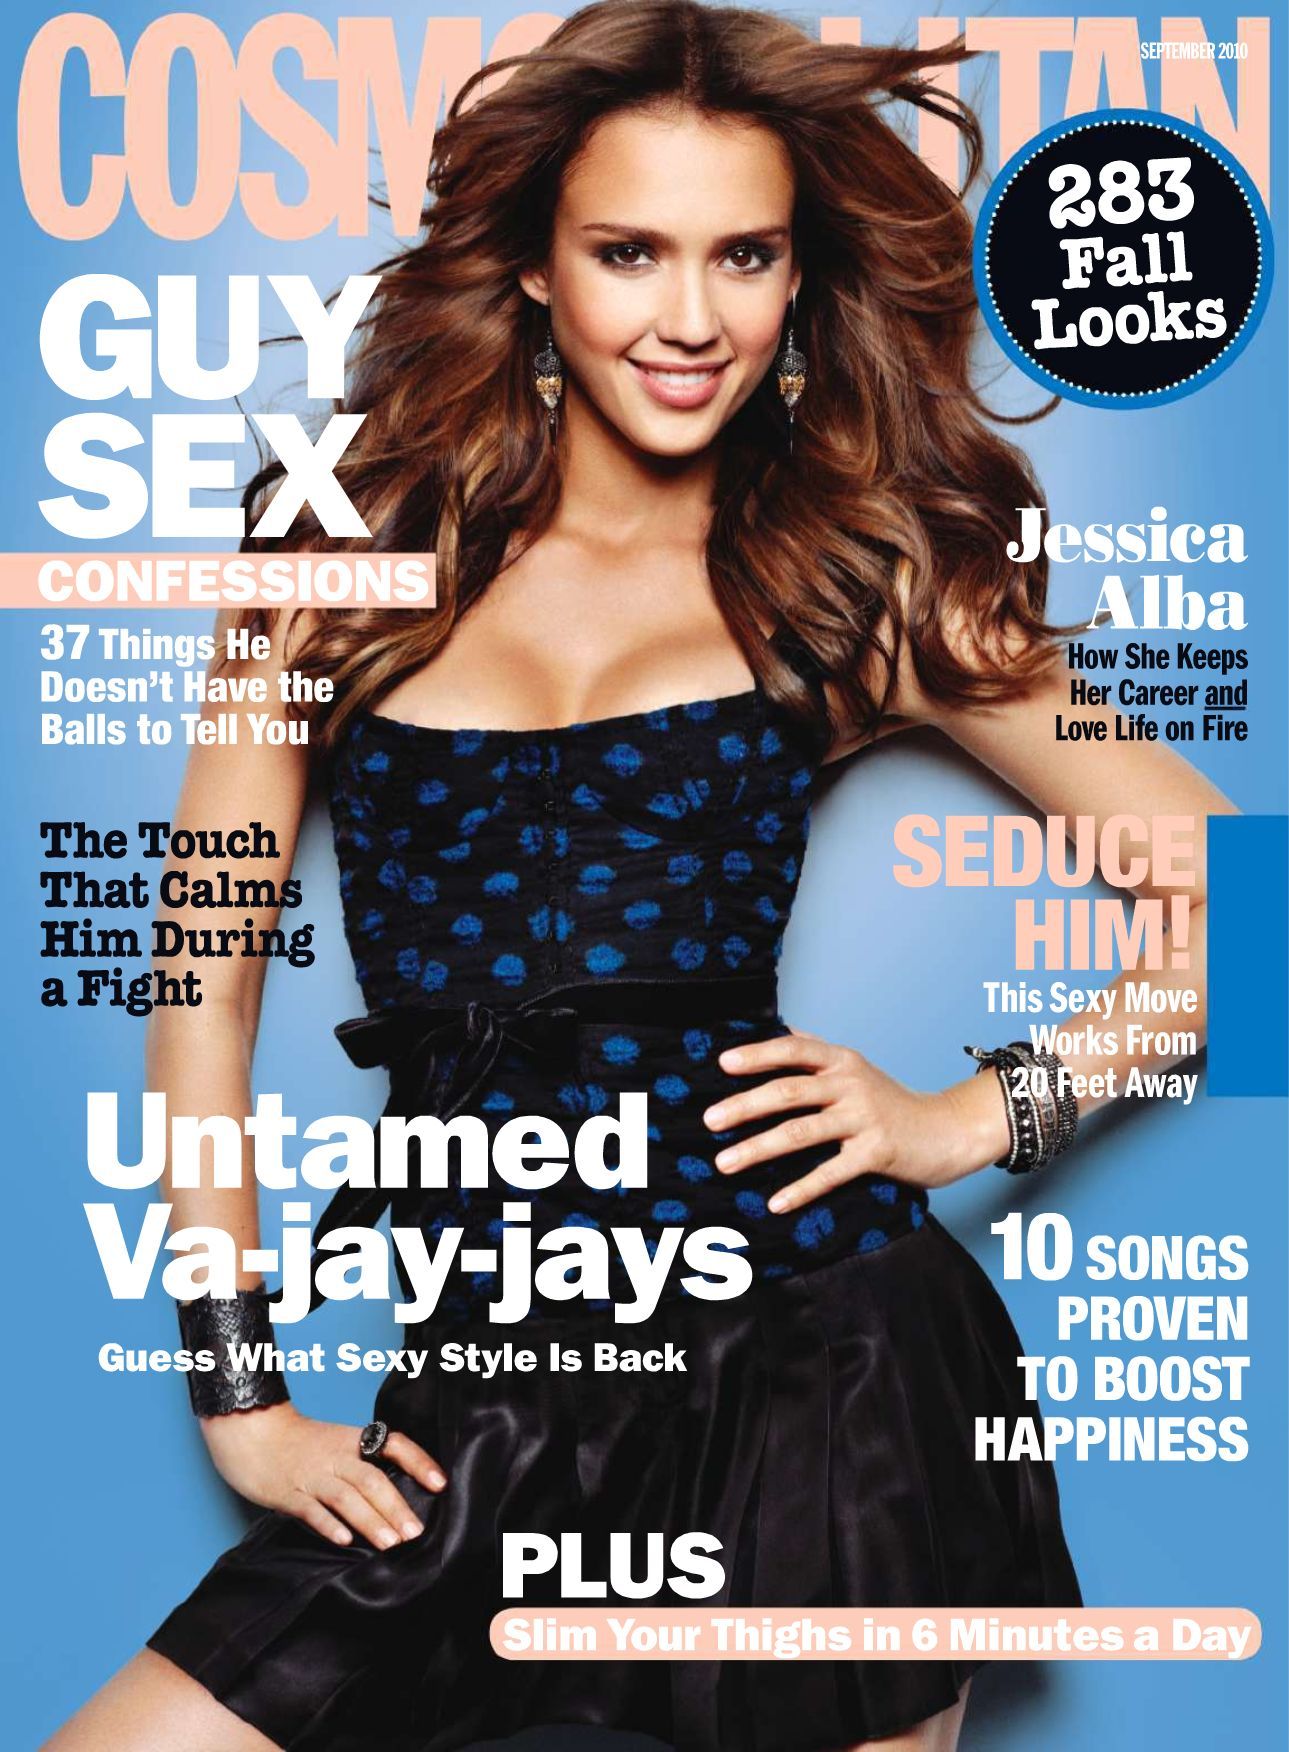 COSMOPOLITAN
SEPTEMBER 2010
283
Fall
Looks
GUY
SEX
CONFESSIONS
37 Things He
Doesn't Have the
Balls to Tell You
Jessica
Alba
How She Keeps
Her Career and
Love Life on Fire
The Touch
That Calms
Him During
a Fight
SEDUCE
HIM!
This Sexy Move
Works From
20 Feet Away
Untamed
Va-jay-jays
Guess What Sexy Style Is Back
10 SONGS
PROVEN
TO BOOST
HAPPINESS
PLUS
Slim Your Thighs in 6 Minutes a Day